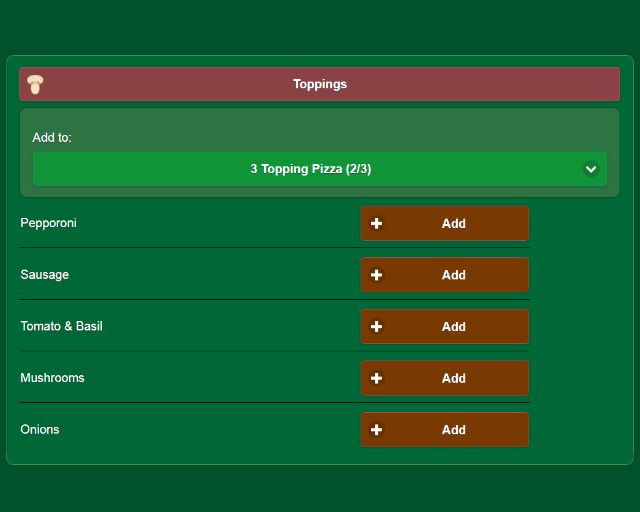 Toppings
Add to:
3 Topping Pizza (2/3)
Pepporoni Add
Sausage Add
Tomato & Basil Add
Mushrooms Add
Onions Add